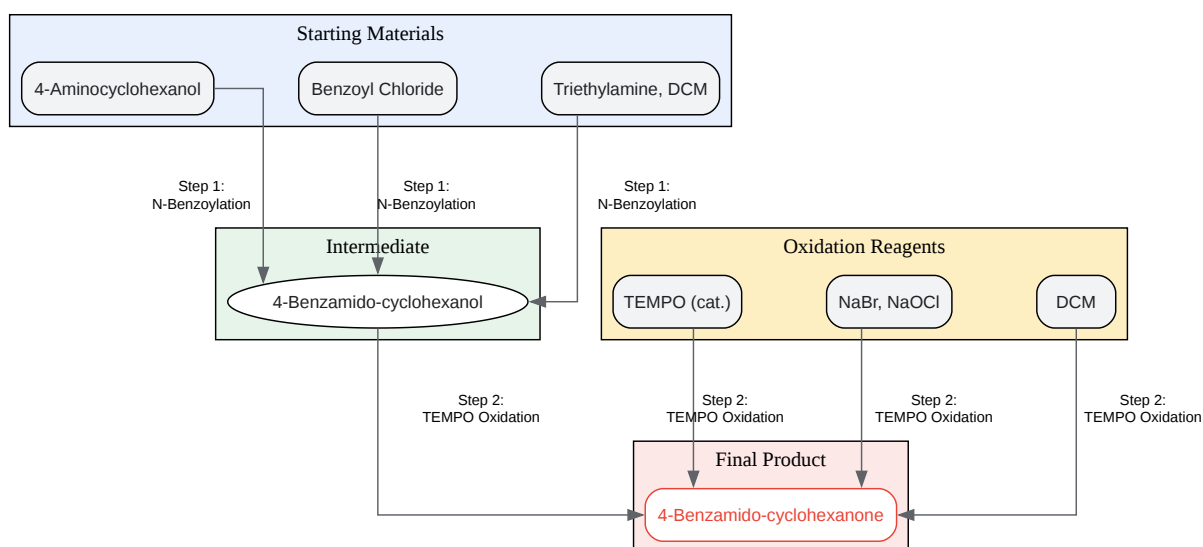 Starting Materials
4-Aminocyclohexanol
Benzoyl Chloride
Triethylamine, DCM
Step 1:
N-Benzoylation
Step 1:
N-Benzoylation
Step 1:
N-Benzoylation
Intermediate
4-Benzamido-cyclohexanol
Oxidation Reagents
TEMPO (cat.)
NaBr, NaOCl
DCM
Step 2:
TEMPO Oxidation
Step 2:
TEMPO Oxidation
Step 2:
TEMPO Oxidation
Step 2:
TEMPO Oxidation
Final Product
4-Benzamido-cyclohexanone